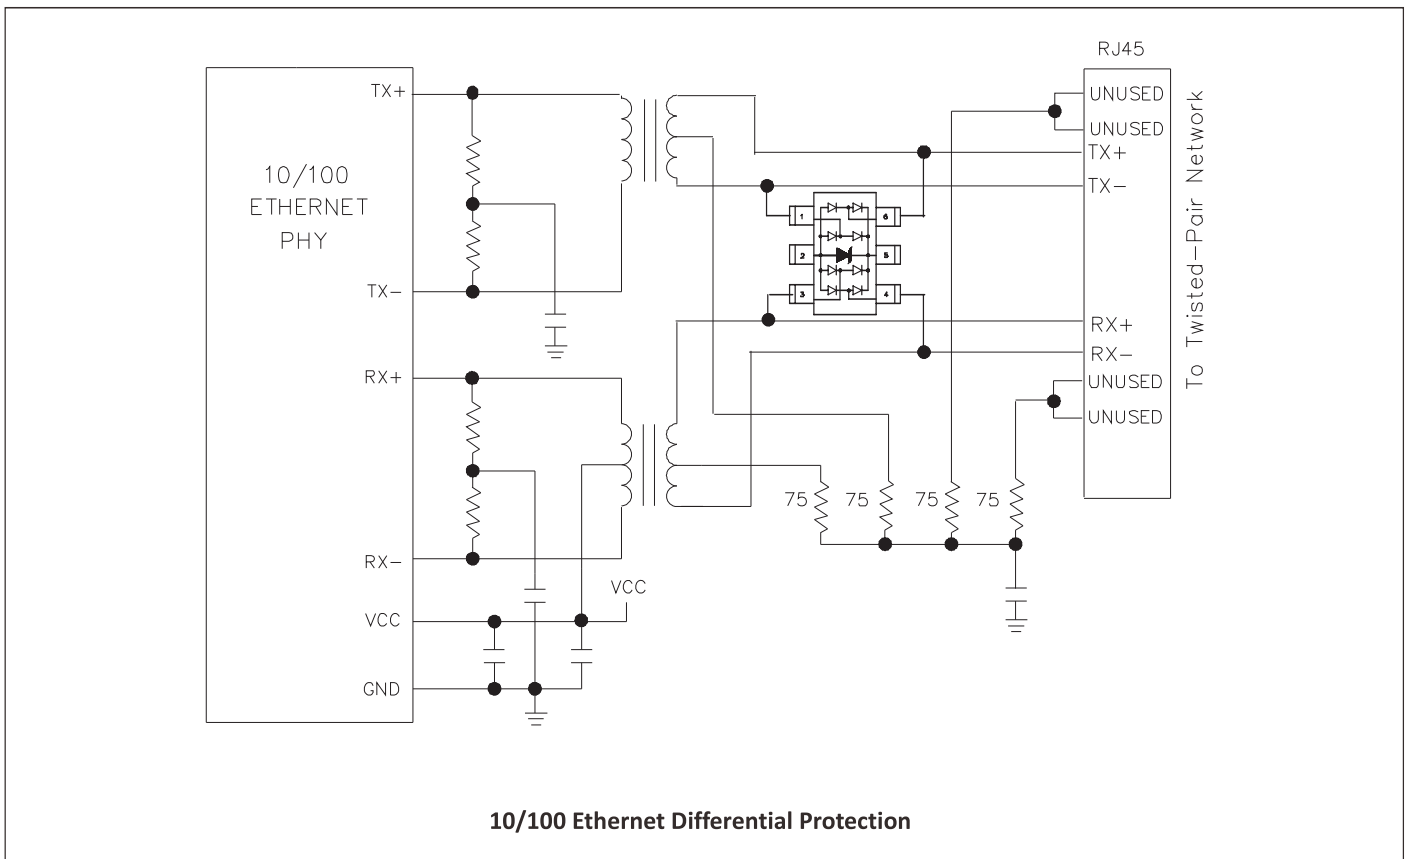 RJ45
TX+
UNUSED
UNUSED
10/100
ETHERNET
PHY
TX+
TX−
To Twisted-Pair Network
1
6
2
5
3
4
TX−
RX+
RX−
RX+
UNUSED
UNUSED
75
75
75
75
RX−
VCC
VCC
GND
10/100 Ethernet Differential Protection